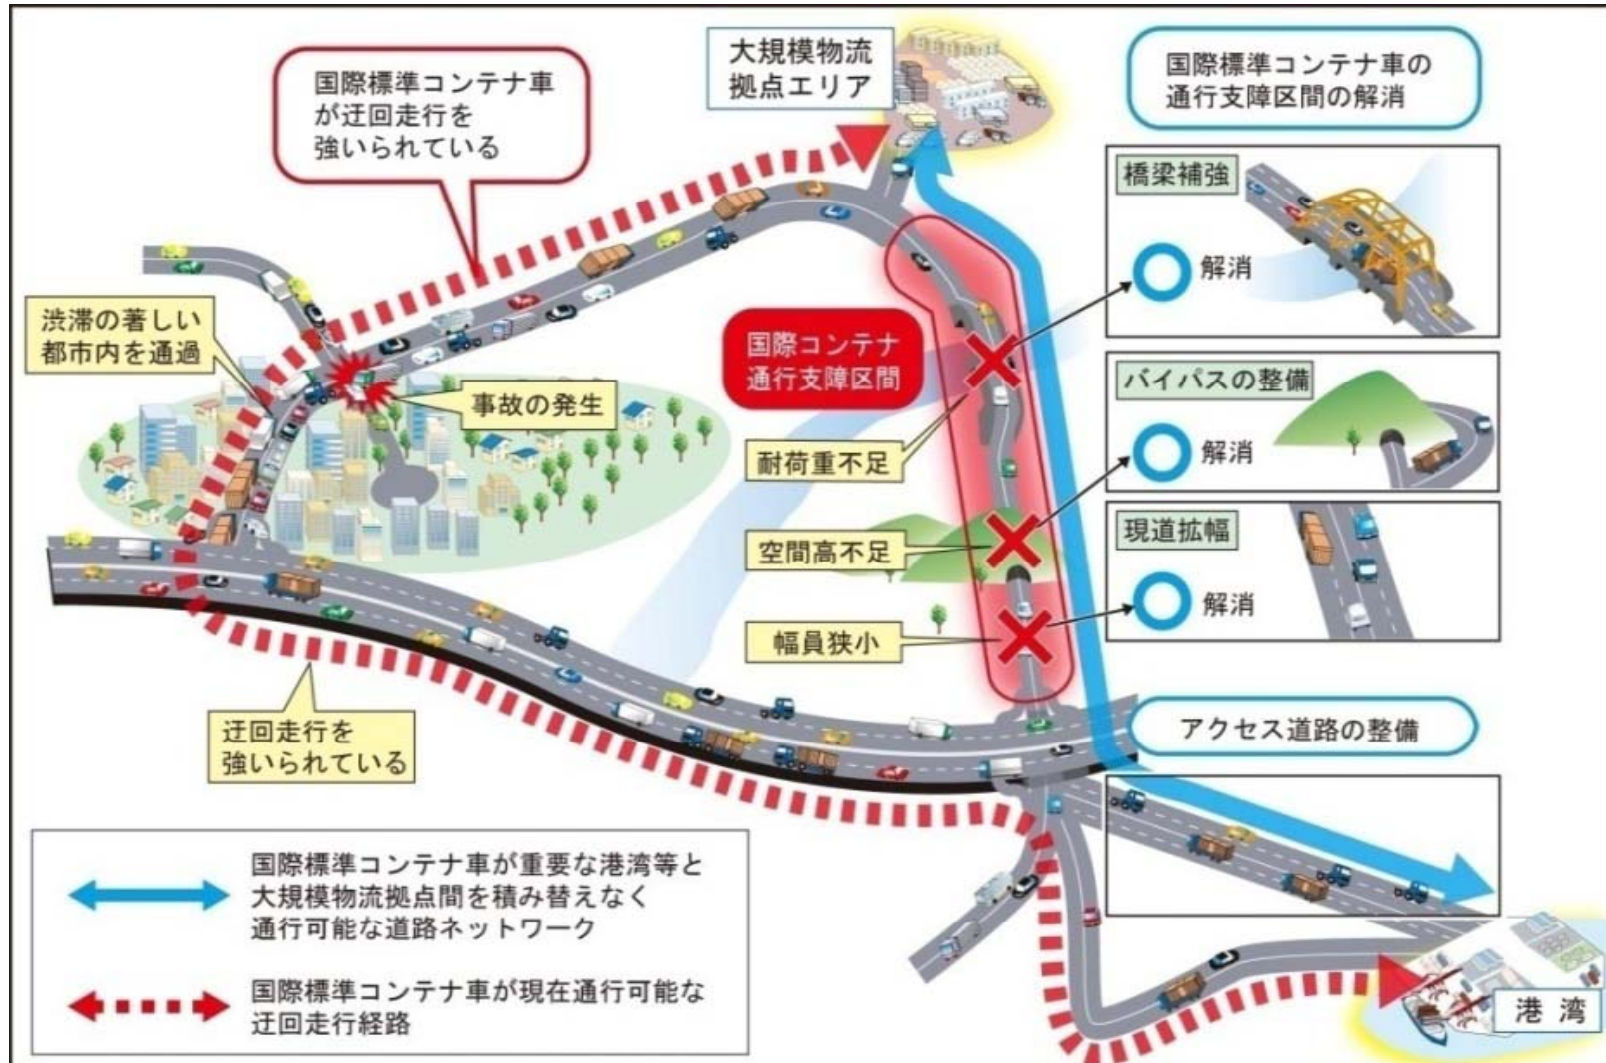 国際標準コンテナ車
が迂回走行を
強いられている
大規模物流
拠点エリア
国際標準コンテナ車の
通行支障区間の解消
橋梁補強
解消
渋滞の著しい
都市内を通過
事故の発生
国際コンテナ
通行支障区間
耐荷重不足
バイパスの整備
解消
空間高不足
現道拡幅
解消
幅員狭小
迂回走行を
強いられている
アクセス道路の整備
国際標準コンテナ車が重要な港湾等と
大規模物流拠点間を積み替えなく
通行可能な道路ネットワーク
国際標準コンテナ車が現在通行可能な
迂回走行経路
港 湾